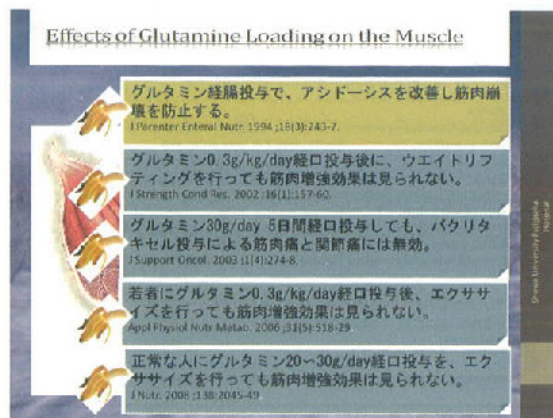 Effects of Glutamine Loading on the Muscle
グルタミン経腸投与で、アシドーシスを改善し筋肉崩
壊を防止する。
J Parenter Enteral Nutr. 1994 ;18(3):243-7.
グルタミン0.3g/kg/day経口投与後に、ウエイトリフ
ティングを行っても筋肉増強効果は見られない。
J Strength Cond Res. 2002 ;16(1):157-60.
グルタミン30g/day 5日間経口投与しても、パクリタ
キセル投与による筋肉痛と関節痛には無効。
J Support Oncol. 2003 ;1(4):274-8.
若者にグルタミン0.3g/kg/day経口投与後、エクササ
イズを行っても筋肉増強効果は見られない。
Appl Physiol Nutr Metab. 2006 ;31(5):518-29.
正常な人にグルタミン20～30g/day経口投与を、エク
ササイズを行っても筋肉増強効果は見られない。
J Nutr. 2008 ;138:2045-49
Showa University Fujigaoka
Hospital